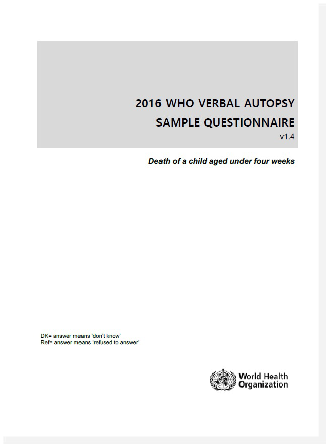 2016 WHO VERBAL AUTOPSY
SAMPLE QUESTIONNAIRE
v1.4
Death of a child aged under four weeks
DK= answer means 'don't know'
Ref= answer means 'refused to answer'
World Health
Organization